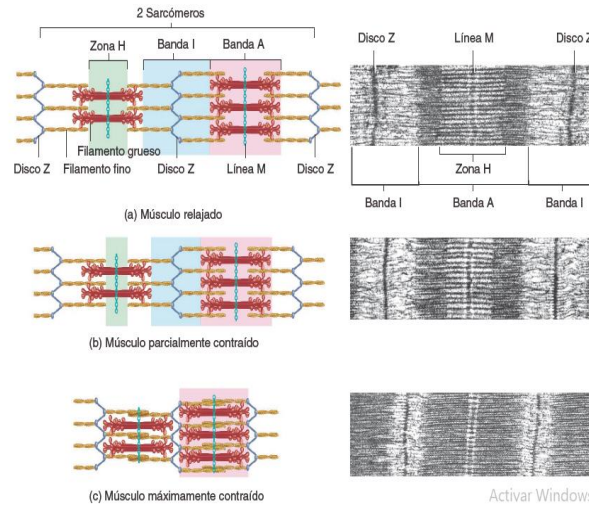 2 Sarcómeros
Zona H
Banda I
Banda A
Filamento grueso
Disco Z
Filamento fino
Disco Z
Línea M
Disco Z
(a) Músculo relajado
Disco Z
Línea M
Disco Z
Zona H
Banda I
Banda A
Banda I
(b) Músculo parcialmente contraído
(c) Músculo máximamente contraído
Activar Windows